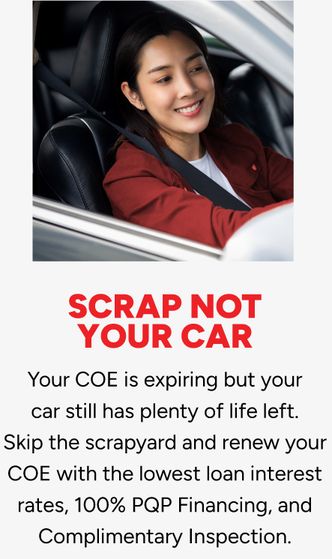 SCRAP NOT
YOUR CAR
Your COE is expiring but your
car still has plenty of life left.
Skip the scrapyard and renew your
COE with the lowest loan interest
rates, 100% PQP Financing, and
Complimentary Inspection.